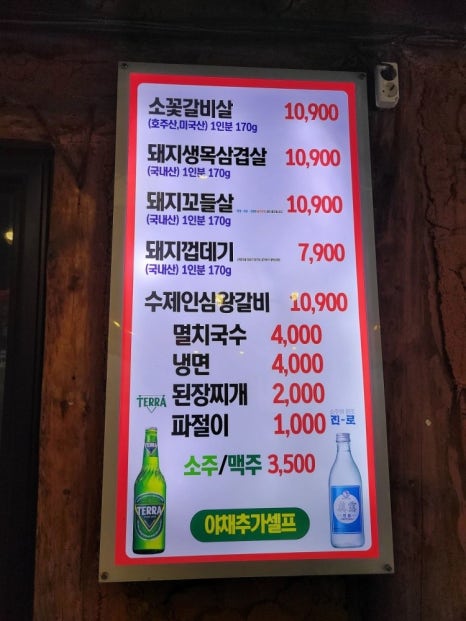 소꽃갈비살 10,900
(호주산,미국산) 1인분 170g
돼지생목삼겹살 10,900
(국내산) 1인분 170g
돼지꼬들살 10,900
(국내산) 1인분 170g
돼지껍데기 7,900
(국내산) 1인분 170g
수제인심왕갈비 10,900
멸치국수 4,000
냉면 4,000
된장찌개 2,000
파절이 1,000
TERRA
진-로
소주/맥주 3,500
TERRA
야채추가셀프